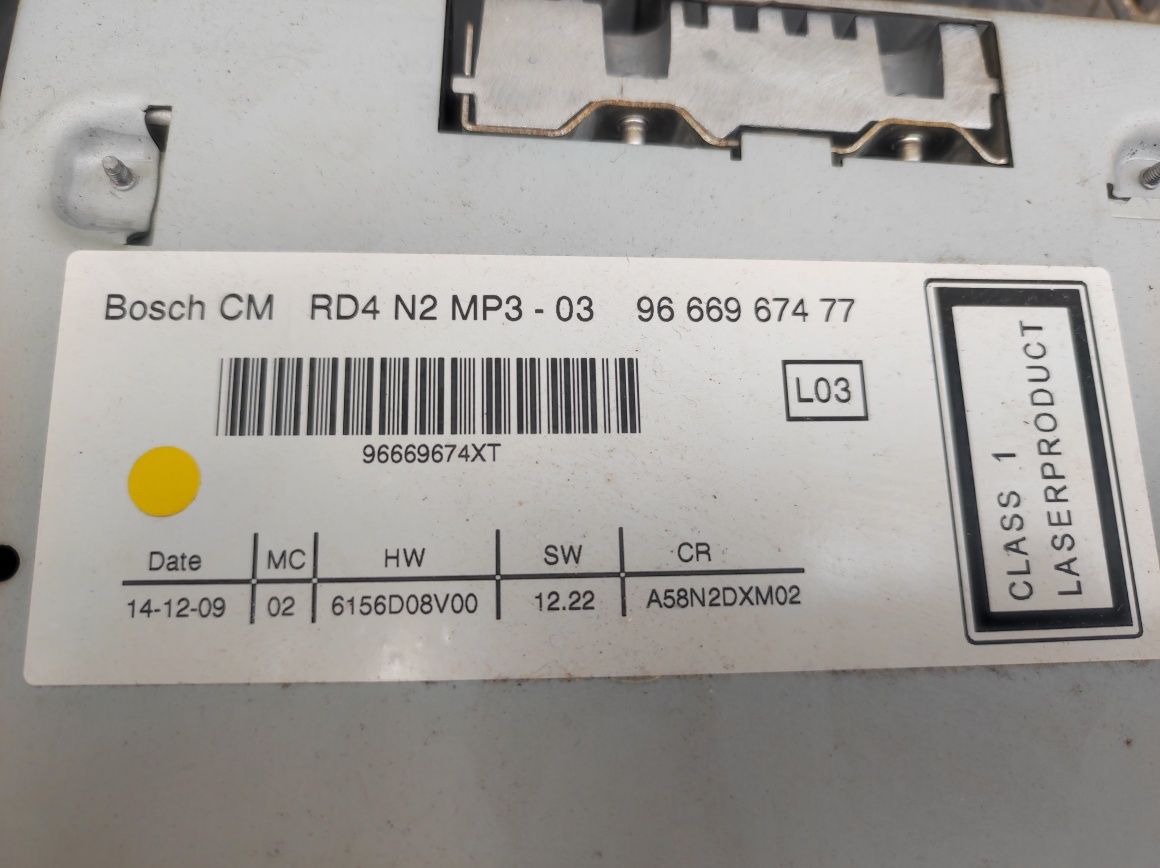 Bosch CM RD4 N2 MP3 - 03 96 669 674 77
96669674XT
L03
Date MC HW SW CR
14-12-09 02 6156D08V00 12.22 A58N2DXM02
CLASS 1
LASERPRODUCT